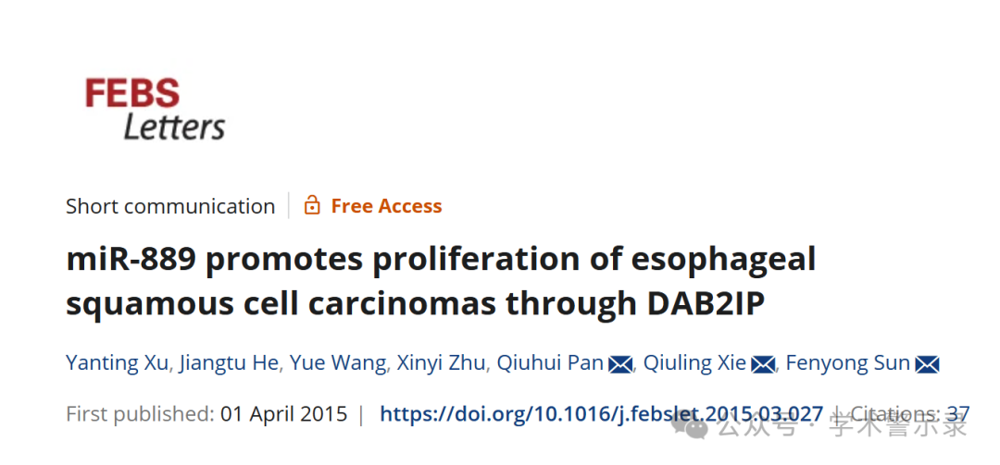 FEBS
Letters
Short communication | Free Access
miR-889 promotes proliferation of esophageal
squamous cell carcinomas through DAB2IP
Yanting Xu, Jiangtu He, Yue Wang, Xinyi Zhu, Qiuhui Pan, Qiuling Xie, Fenyong Sun
First published: 01 April 2015 | https://doi.org/10.1016/j.febslet.2015.03.027 | Citations: 37
公众号 · 学术警示录